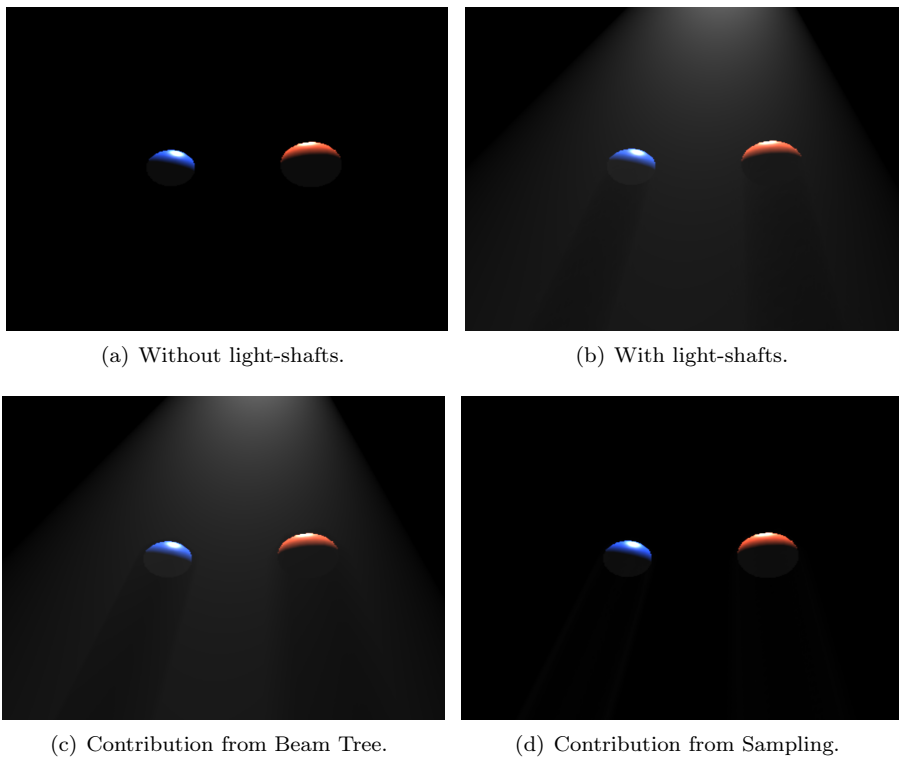 (a) Without light-shafts.
(b) With light-shafts.
(c) Contribution from Beam Tree.
(d) Contribution from Sampling.